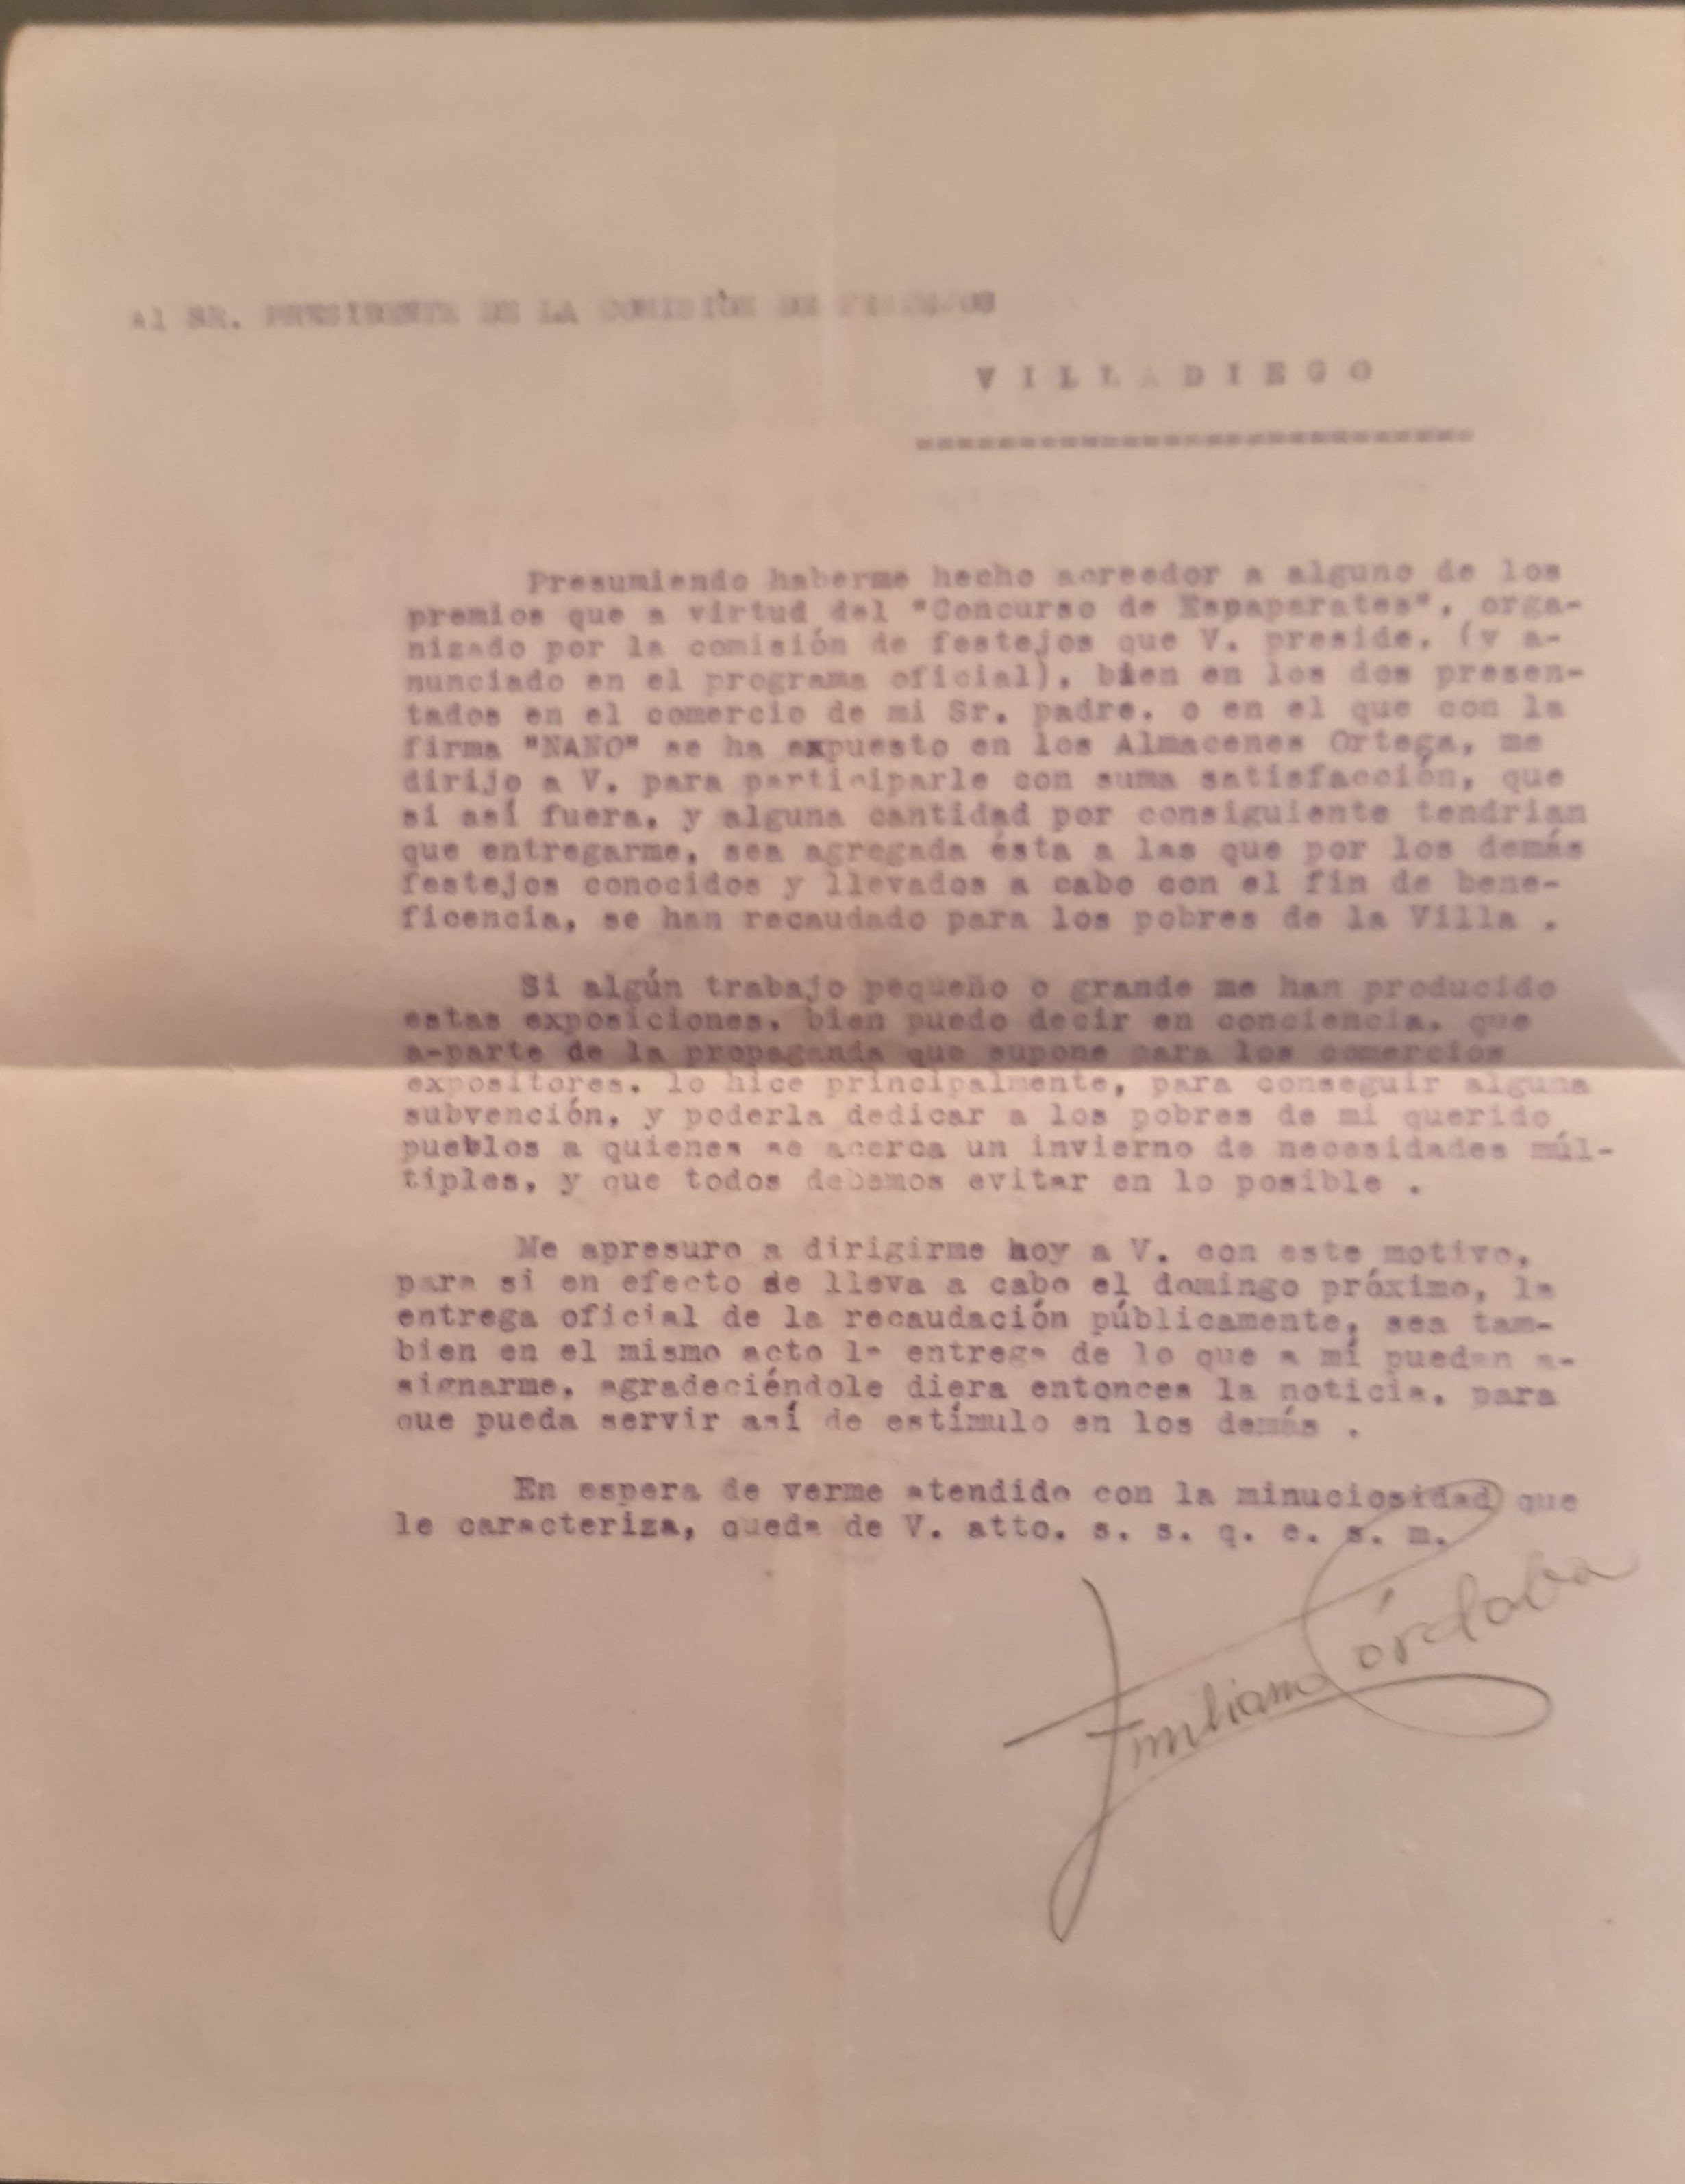 Al SR. PRESIDENTE DE LA COMISIÓN DE FESTEJOS
V I L L A D I E G O
Presumiendo haberme hecho acreedor a alguno de los
premios que a virtud del "Concurso de Espaparates", orga-
nizado por la comisión de festejos que V. preside, (y a-
nunciado en el programa oficial), bien en los dos presen-
tados en el comercio de mi Sr. padre, o en el que con la
firma "NANO" se ha expuesto en los Almacenes Ortega, me
dirijo a V. para participarle con suma satisfacción, que
si así fuera, y alguna cantidad por consiguiente tendrian
que entregarme, sea agregada ésta a las que por los demás
festejos conocidos y llevados a cabo con el fin de bene-
ficencia, se han recaudado para los pobres de la Villa .
Si algún trabajo pequeño o grande me han producido
estas exposiciones, bien puedo decir en conciencia, que
a-parte de la propaganda que supone para los comercios
expositores, lo hice principalmente, para conseguir alguna
subvención, y poderla dedicar a los pobres de mi querido
pueblos a quienes se acerca un invierno de necesidades múl-
tiples, y que todos debemos evitar en lo posible .
Me apresuro a dirigirme hoy a V. con este motivo,
para si en efecto se lleva a cabo el domingo próximo, la
entrega oficial de la recaudación públicamente, sea tam-
bien en el mismo acto la entrega de lo que a mí puedan a-
signarme, agradeciéndole diera entonces la noticia, para
que pueda servir así de estímulo en los demás .
En espera de verme atendido con la minuciosidad que
le caracteriza, queda de V. atto. s. s. q. e. s. m.
Emiliano Córdoba